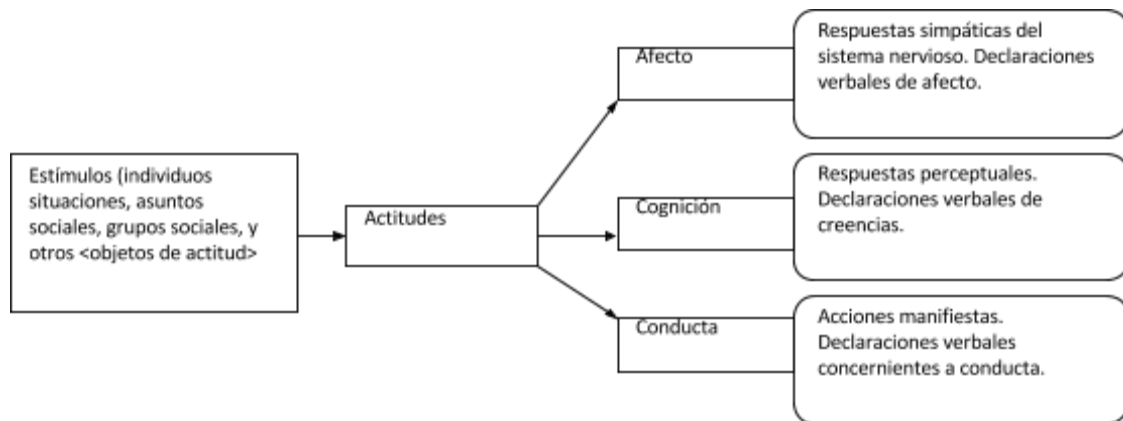 Estímulos (individuos
situaciones, asuntos
sociales, grupos sociales, y
otros <objetos de actitud>
Actitudes
Afecto
Respuestas simpáticas del
sistema nervioso. Declaraciones
verbales de afecto.
Cognición
Respuestas perceptuales.
Declaraciones verbales de
creencias.
Conducta
Acciones manifiestas.
Declaraciones verbales
concernientes a conducta.